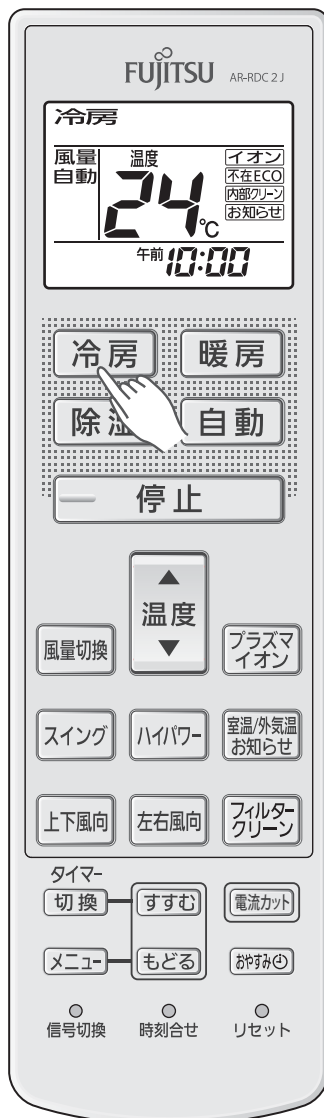 FUJITSU AR-RDC 2 J
冷房
風量 温度 イオン
自動 24℃ 不在ECO
内部クリーン
お知らせ
午前 10:00
冷房 暖房
除湿 自動
停止
温度
風量切換 プラズマ
イオン
スイング ハイパワー 室温/外気温
お知らせ
上下風向 左右風向 フィルター
クリーン
タイマー
切換 すすむ 電流カット
メニュー もどる おやすみ
信号切換 時刻合せ リセット